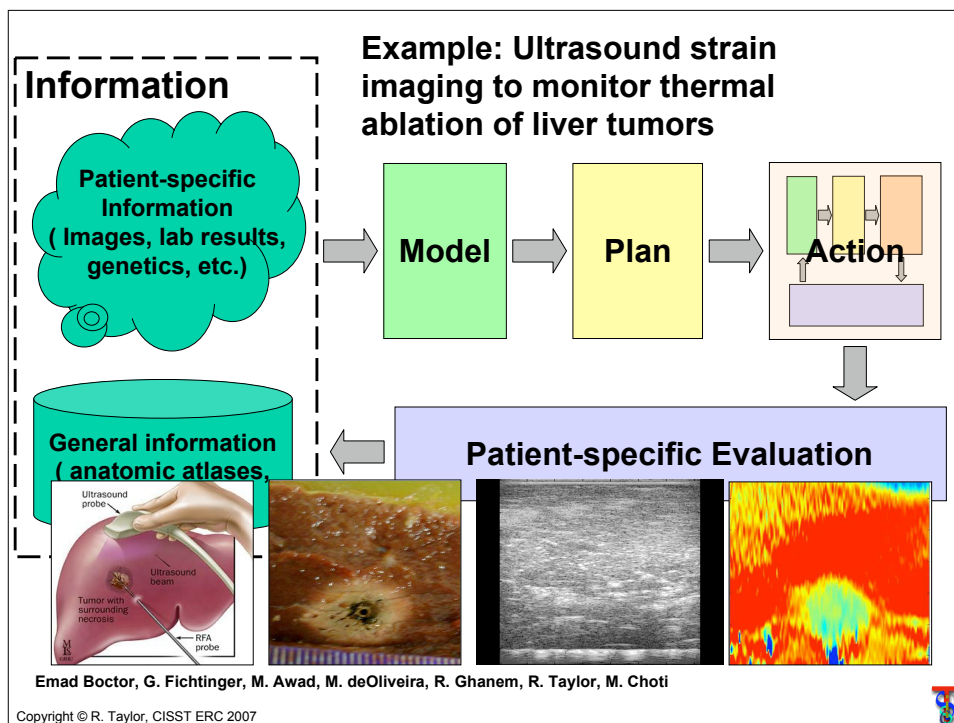 Example: Ultrasound strain
imaging to monitor thermal
ablation of liver tumors
Information
Patient-specific
Information
( Images, lab results,
genetics, etc.)
Model
Plan
Action
General information
( anatomic atlases,
Patient-specific Evaluation
Ultrasound
probe
Ultrasound
beam
Tumor with
surrounding
necrosis
RFA
probe
Emad Boctor, G. Fichtinger, M. Awad, M. deOliveira, R. Ghanem, R. Taylor, M. Choti
Copyright © R. Taylor, CISST ERC 2007